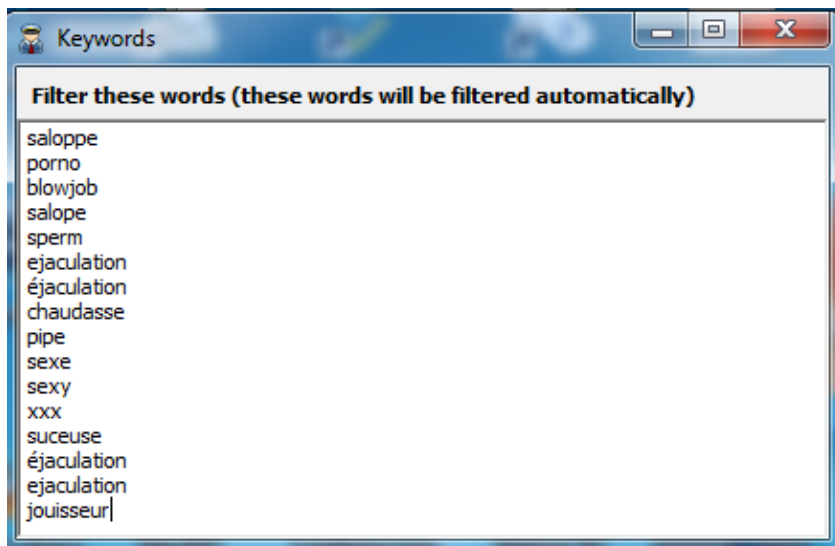 Keywords
Filter these words (these words will be filtered automatically)
saloppe
porno
blowjob
salope
sperm
ejaculation
éjaculation
chaudasse
pipe
sexe
sexy
xxx
suceuse
éjaculation
ejaculation
jouisseur